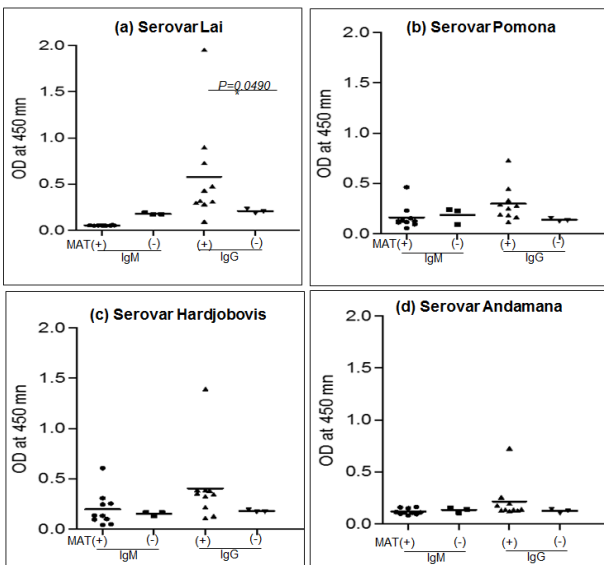 (a) Serovar Lai
2.0
1.5
1.0
0.5
0.0
OD at 450 mn
P=0.0490
*
MAT(+) (-) (+) (-)
IgM IgG
(b) Serovar Pomona
2.0
1.5
1.0
0.5
0.0
OD at 450 mn
MAT(+) (-) (+) (-)
IgM IgG
(c) Serovar Hardjobovis
2.0
1.5
1.0
0.5
0.0
OD at 450 mn
MAT(+) (-) (+) (-)
IgM IgG
(d) Serovar Andamana
2.0
1.5
1.0
0.5
0.0
OD at 450 mn
MAT(+) (-) (+) (-)
IgM IgG